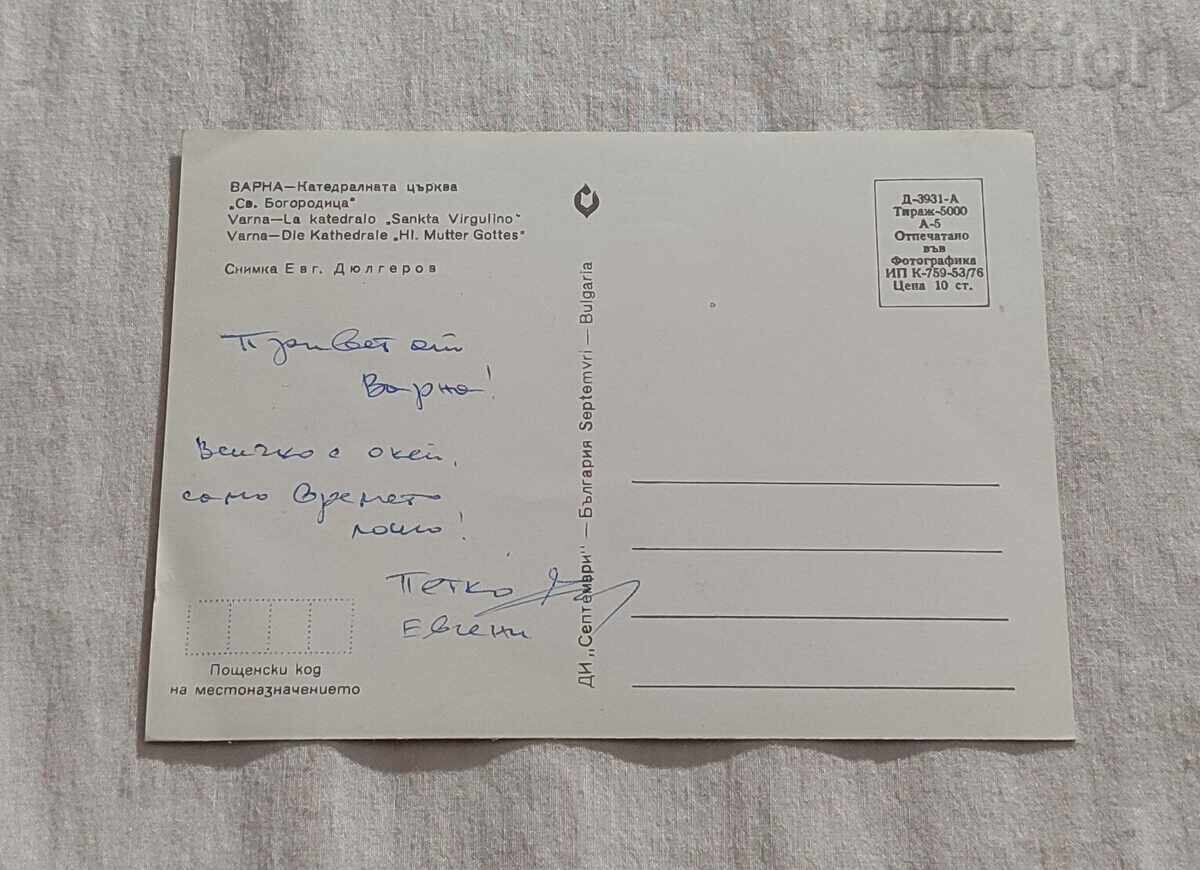 ВАРНА—Катедралната църква
„Св. Богородица"
Varna—La katedralo „Sankta Virgulino"
Varna—Die Kathedrale „Hl. Mutter Gottes"
Снимка Евг. Дюлгеров
Привет от
Варна!
Всичко е окей,
само времето
лошо!
Петко
Евгени
Пощенски код
на местоназначението
ДИ „Септември" — България Septemvri — Bulgaria
Д-3931-А
Тираж-5000
А-5
Отпечатано
във
Фотографика
ИП К-759-53/76
Цена 10 ст.